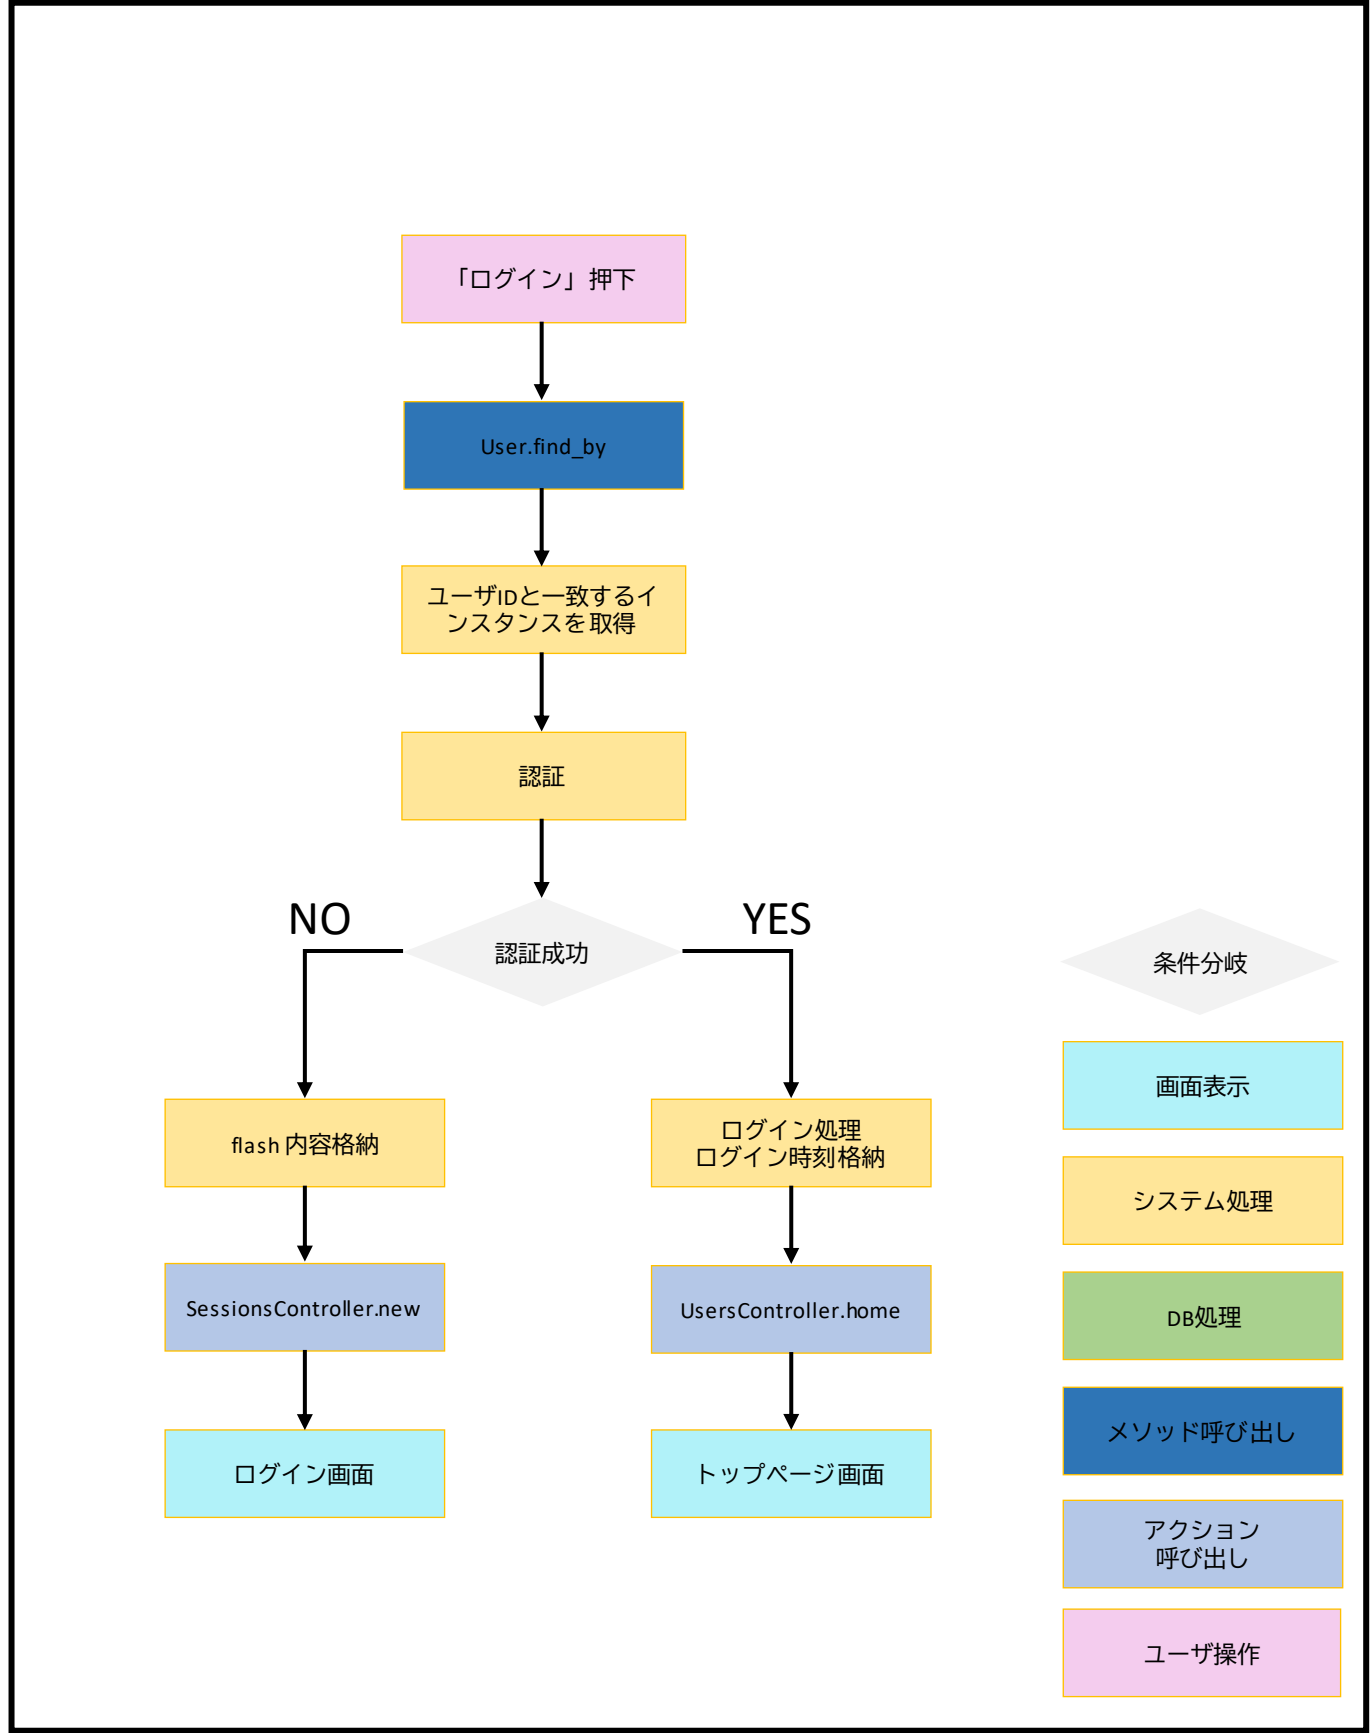 「ログイン」押下
User.find_by
ユーザIDと一致するイ
ンスタンスを取得
認証
NO
YES
認証成功
flash 内容格納
ログイン処理
ログイン時刻格納
SessionsController.new
UsersController.home
ログイン画面
トップページ画面
条件分岐
画面表示
システム処理
DB処理
メソッド呼び出し
アクション
呼び出し
ユーザ操作